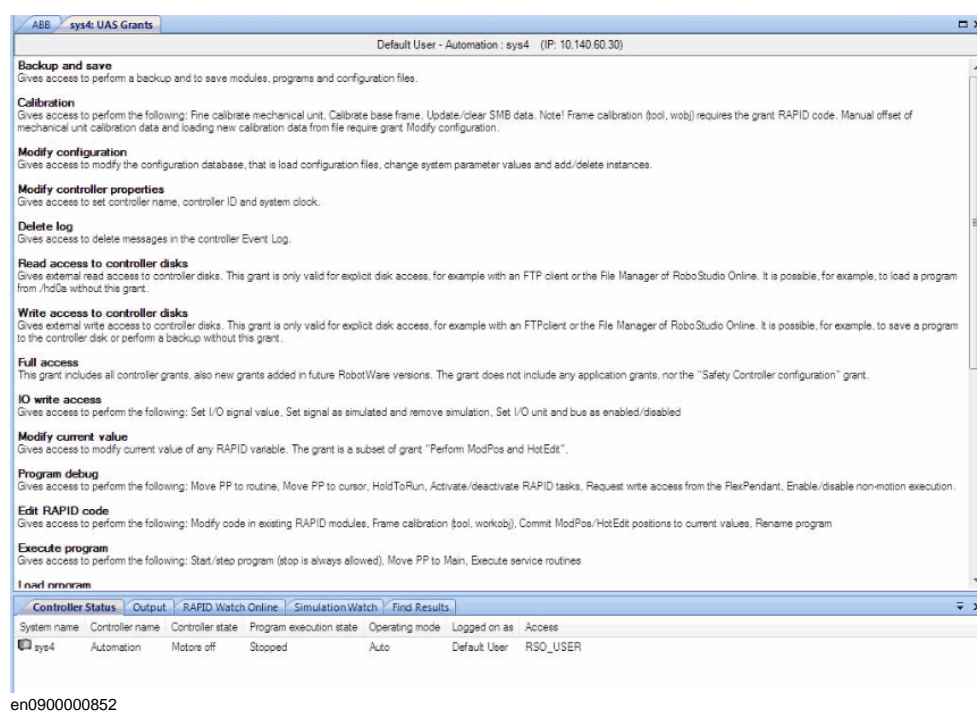 ABB sys4: UAS Grants
Default User - Automation : sys4 (IP: 10.140.60.30)
Backup and save
Gives access to perform a backup and to save modules, programs and configuration files.
Calibration
Gives access to perform the following: Fine calibrate mechanical unit, Calibrate base frame, Update/clear SMB data. Note! Frame calibration (tool, wobj) requires the grant RAPID code. Manual offset of
mechanical unit calibration data and loading new calibration data from file require grant Modify configuration.
Modify configuration
Gives access to modify the configuration database, that is load configuration files, change system parameter values and add/delete instances.
Modify controller properties
Gives access to set controller name, controller ID and system clock.
Delete log
Gives access to delete messages in the controller Event Log.
Read access to controller disks
Gives external read access to controller disks. This grant is only valid for explicit disk access, for example with an FTP client or the File Manager of RoboStudio Online. It is possible, for example, to load a program
from /hd0a without this grant.
Write access to controller disks
Gives external write access to controller disks. This grant is only valid for explicit disk access, for example with an FTPclient or the File Manager of RoboStudio Online. It is possible, for example, to save a program
to the controller disk or perform a backup without this grant.
Full access
This grant includes all controller grants, also new grants added in future RobotWare versions. The grant does not include any application grants, nor the "Safety Controller configuration" grant.
IO write access
Gives access to perform the following: Set I/O signal value, Set signal as simulated and remove simulation, Set I/O unit and bus as enabled/disabled
Modify current value
Gives access to modify current value of any RAPID variable. The grant is a subset of grant "Perform ModPos and HotEdit".
Program debug
Gives access to perform the following: Move PP to routine, Move PP to cursor, HoldToRun, Activate/deactivate RAPID tasks, Request write access from the FlexPendant, Enable/disable non-motion execution.
Edit RAPID code
Gives access to perform the following: Modify code in existing RAPID modules, Frame calibration (tool, workobj), Commit ModPos/HotEdit positions to current values, Rename program
Execute program
Gives access to perform the following: Start/step program (stop is always allowed), Move PP to Main, Execute service routines
Load program
Controller Status Output RAPID Watch Online Simulation Watch Find Results
System name Controller name Controller state Program execution state Operating mode Logged on as Access
sys4 Automation Motors off Stopped Auto Default User RSO_USER
en0900000852